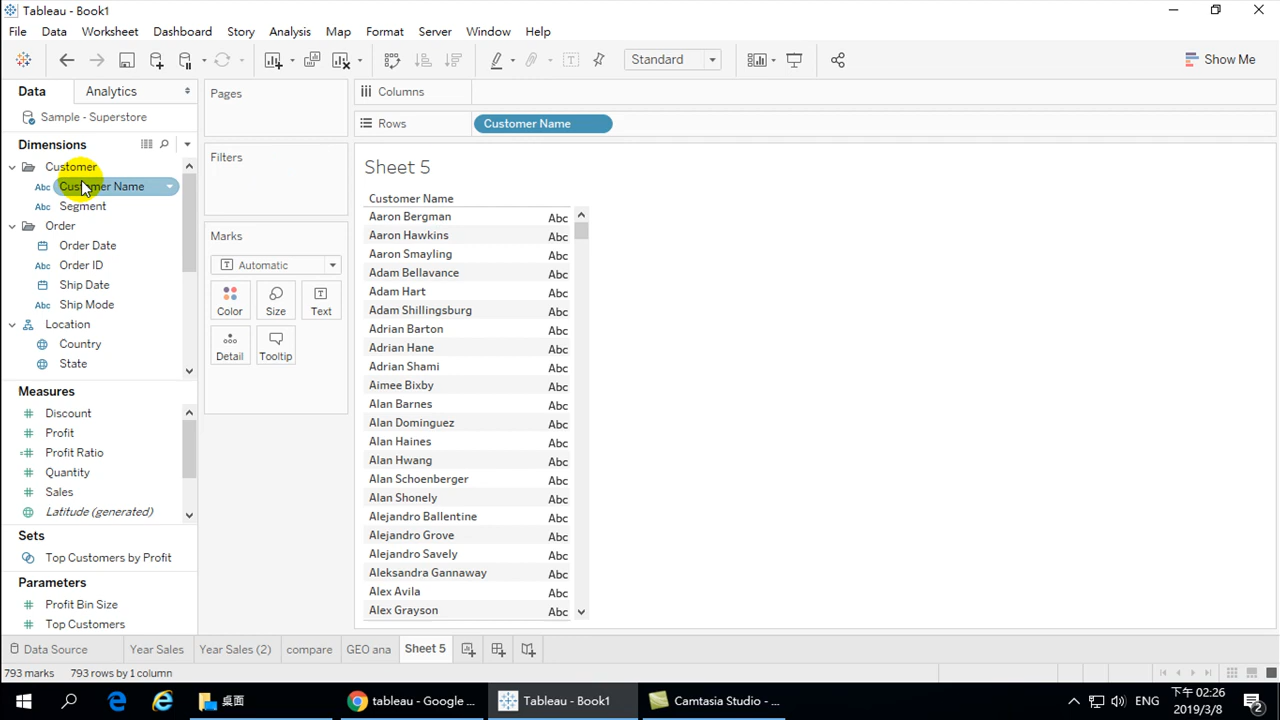 Tableau - Book1
File Data Worksheet Dashboard Story Analysis Map Format Server Window Help
Standard
Show Me
Data
Analytics
Sample - Superstore
Dimensions
Customer
Abc Customer Name
Abc Segment
Order
Order Date
Abc Order ID
Ship Date
Abc Ship Mode
Location
Country
State
Measures
Discount
Profit
Profit Ratio
Quantity
Sales
Latitude (generated)
Sets
Top Customers by Profit
Parameters
Profit Bin Size
Top Customers
Pages
Filters
Marks
Automatic
Color Size Text
Detail Tooltip
Columns
Rows Customer Name
Sheet 5
Customer Name
Aaron Bergman Abc
Aaron Hawkins Abc
Aaron Smayling Abc
Adam Bellavance Abc
Adam Hart Abc
Adam Shillingsburg Abc
Adrian Barton Abc
Adrian Hane Abc
Adrian Shami Abc
Aimee Bixby Abc
Alan Barnes Abc
Alan Dominguez Abc
Alan Haines Abc
Alan Hwang Abc
Alan Schoenberger Abc
Alan Shonely Abc
Alejandro Ballentine Abc
Alejandro Grove Abc
Alejandro Savely Abc
Aleksandra Gannaway Abc
Alex Avila Abc
Alex Grayson Abc
Data Source Year Sales Year Sales (2) compare GEO ana Sheet 5
793 marks 793 rows by 1 column
桌面
tableau - Google ...
Tableau - Book1
Camtasia Studio - ...
ENG
下午 02:26
2019/3/8
2